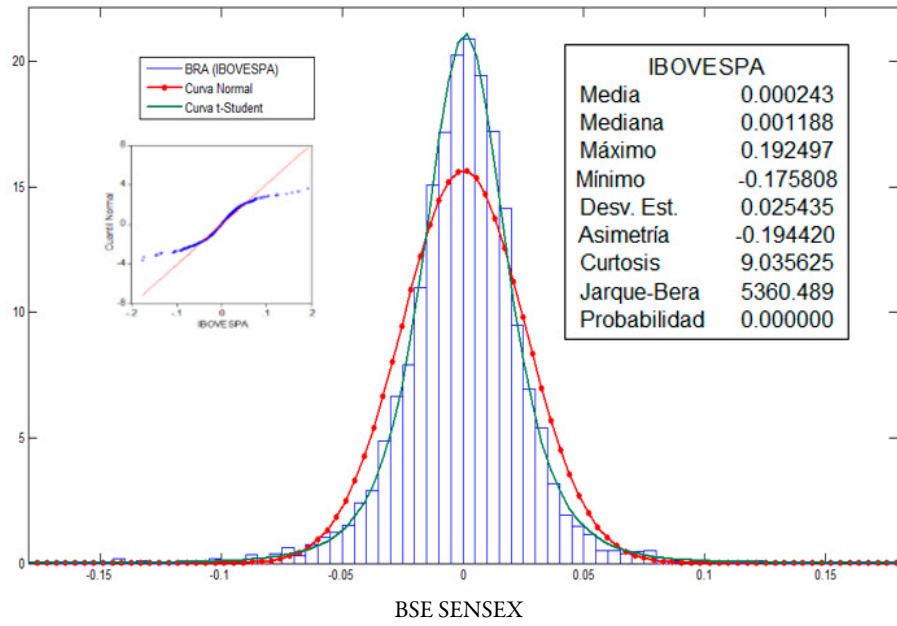 BRA (IBOVESPA)
Curva Normal
Curva t-Student
IBOVESPA
Media 0.000243
Mediana 0.001188
Máximo 0.192497
Mínimo -0.175808
Desv. Est. 0.025435
Asimetría -0.194420
Curtosis 9.035625
Jarque-Bera 5360.489
Probabilidad 0.000000
20
15
10
5
0
8
4
0
-4
-8
Cuantil Normal
-.2 -.1 0 .1 .2
IBOVESPA
-0.15 -0.1 -0.05 0 0.05 0.1 0.15
BSE SENSEX